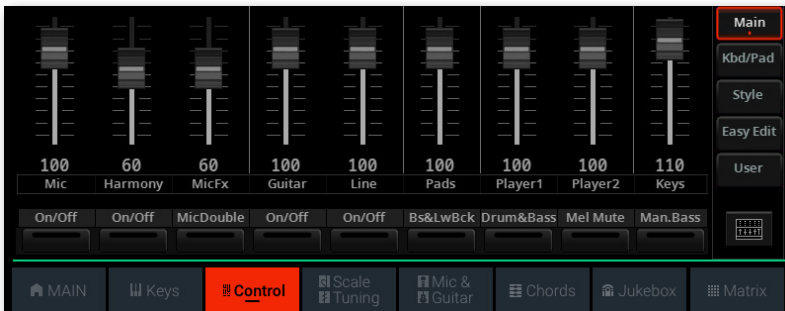 Main
Kbd/Pad
Style
Easy Edit
User
100 60 60 100 100 100 100 100 110
Mic Harmony MicFx Guitar Line Pads Player1 Player2 Keys
On/Off On/Off MicDouble On/Off On/Off Bs&LwBck Drum&Bass Mel Mute Man.Bass
MAIN Keys Control Scale Tuning Mic & Guitar Chords Jukebox Matrix